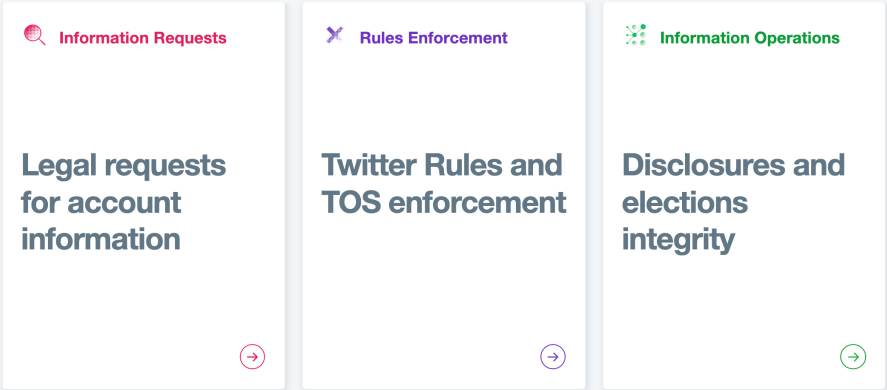 Information Requests
Legal requests
for account
information
Rules Enforcement
Twitter Rules and
TOS enforcement
Information Operations
Disclosures and
elections
integrity